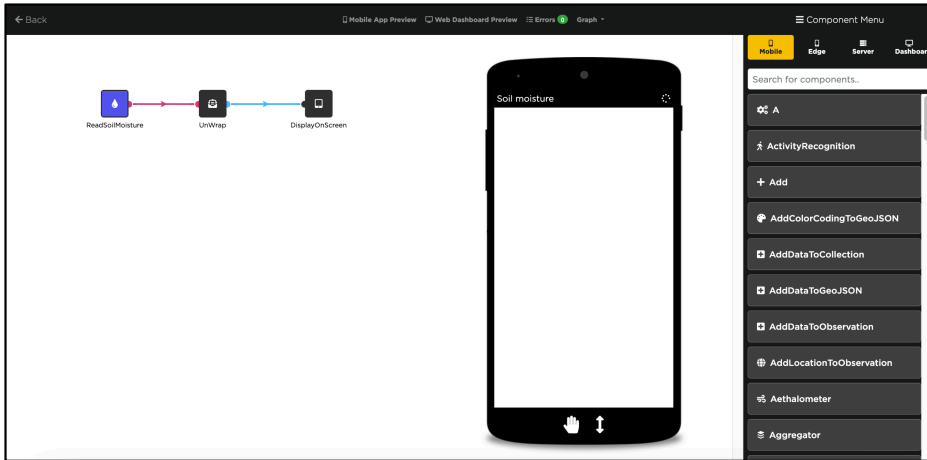 Back
Mobile App Preview Web Dashboard Preview Errors 0 Graph
Component Menu
Mobile Edge Server Dashboar
Search for components..
ReadSoilMoisture UnWrap DisplayOnScreen
Soil moisture
A
ActivityRecognition
Add
AddColorCodingToGeoJSON
AddDataToCollection
AddDataToGeoJSON
AddDataToObservation
AddLocationToObservation
Aethalometer
Aggregator